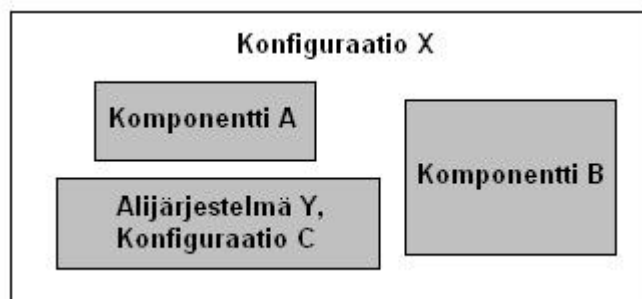 Konfiguraatio X
Komponentti A
Komponentti B
Alijärjestelmä Y,
Konfiguraatio C